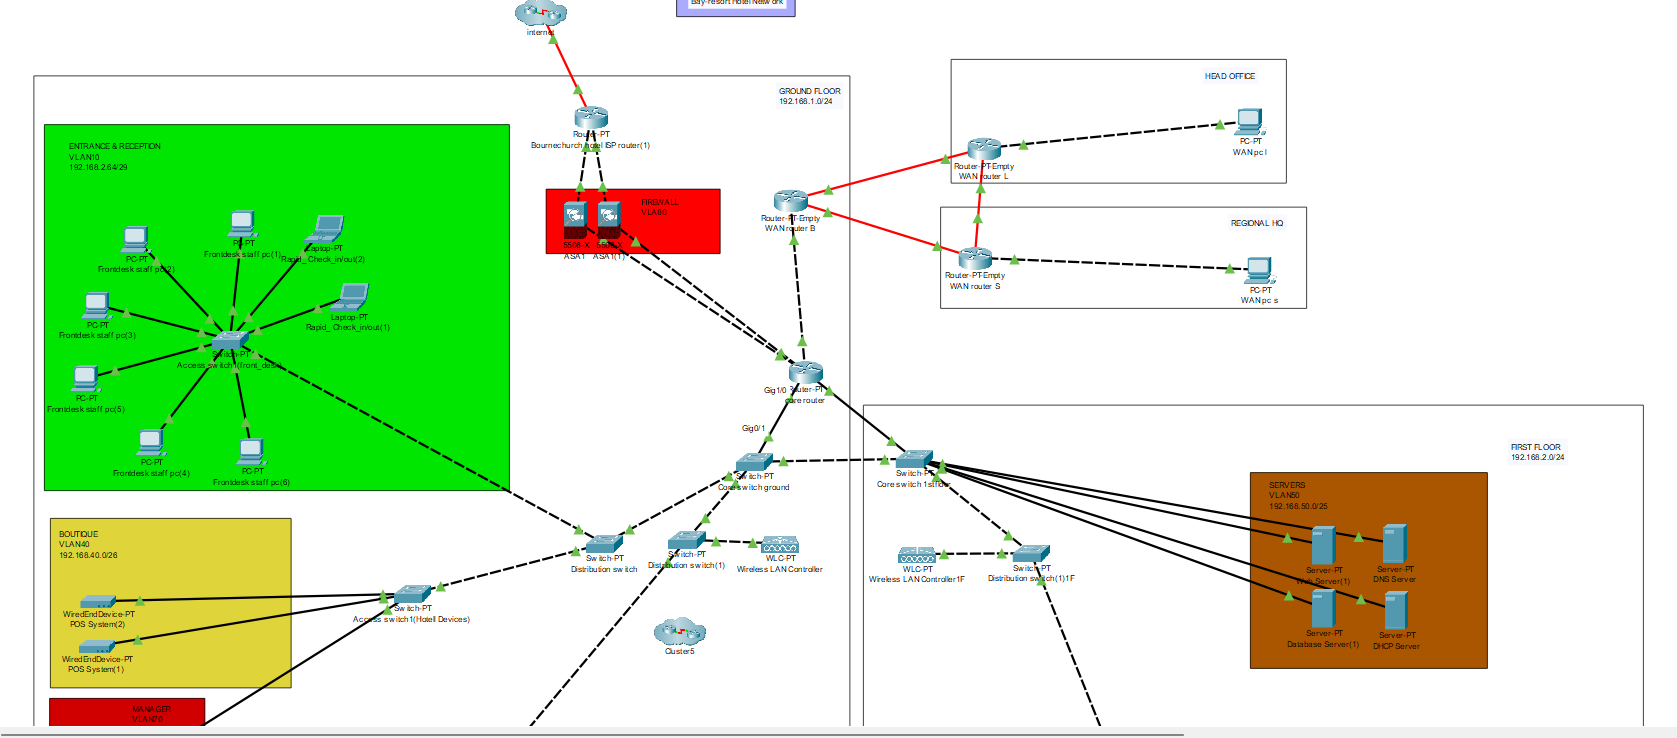 Bay-resort Hotel Network
internet
GROUND FLOOR
192.168.1.0/24
Router-PT
Bournechurch hotel ISP router(1)
ENTRANCE & RECEPTION
VLAN10
192.168.2.64/29
PC-PT
Frontdesk staff pc(1)
Laptop-PT
Rapid_ Check_in/out(2)
PC-PT
Frontdesk staff pc(2)
PC-PT
Frontdesk staff pc(3)
Laptop-PT
Rapid_ Check_in/out(1)
Switch-PT
Access switch1(front_desk)
PC-PT
Frontdesk staff pc(5)
PC-PT
Frontdesk staff pc(4)
PC-PT
Frontdesk staff pc(6)
FIREWALL
VLA80
5506-X
ASA1
5506-X
ASA1(1)
HEAD OFFICE
PC-PT
WAN pc l
Router-PT-Empty
WAN router L
Router-PT-Empty
WAN router B
REGIONAL HQ
Router-PT-Empty
WAN router S
PC-PT
WAN pc s
Gig1/0
Router-PT
core router
Gig0/1
Switch-PT
Core switch ground
Switch-PT
Core switch 1stfloor
FIRST FLOOR
192.168.2.0/24
SERVERS
VLAN50
192.168.50.0/25
Server-PT
Web Server(1)
Server-PT
DNS Server
Server-PT
Database Server(1)
Server-PT
DHCP Server
BOUTIQUE
VLAN40
192.168.40.0/26
WiredEndDevice-PT
POS System(2)
WiredEndDevice-PT
POS System(1)
Switch-PT
Access switch1(Hotell Devices)
Switch-PT
Distribution switch
Switch-PT
Distribution switch(1)
WLC-PT
Wireless LAN Controller
WLC-PT
Wireless LAN Controller1F
Switch-PT
Distribution switch(1)1F
Cluster5
MANAGER
VLAN70